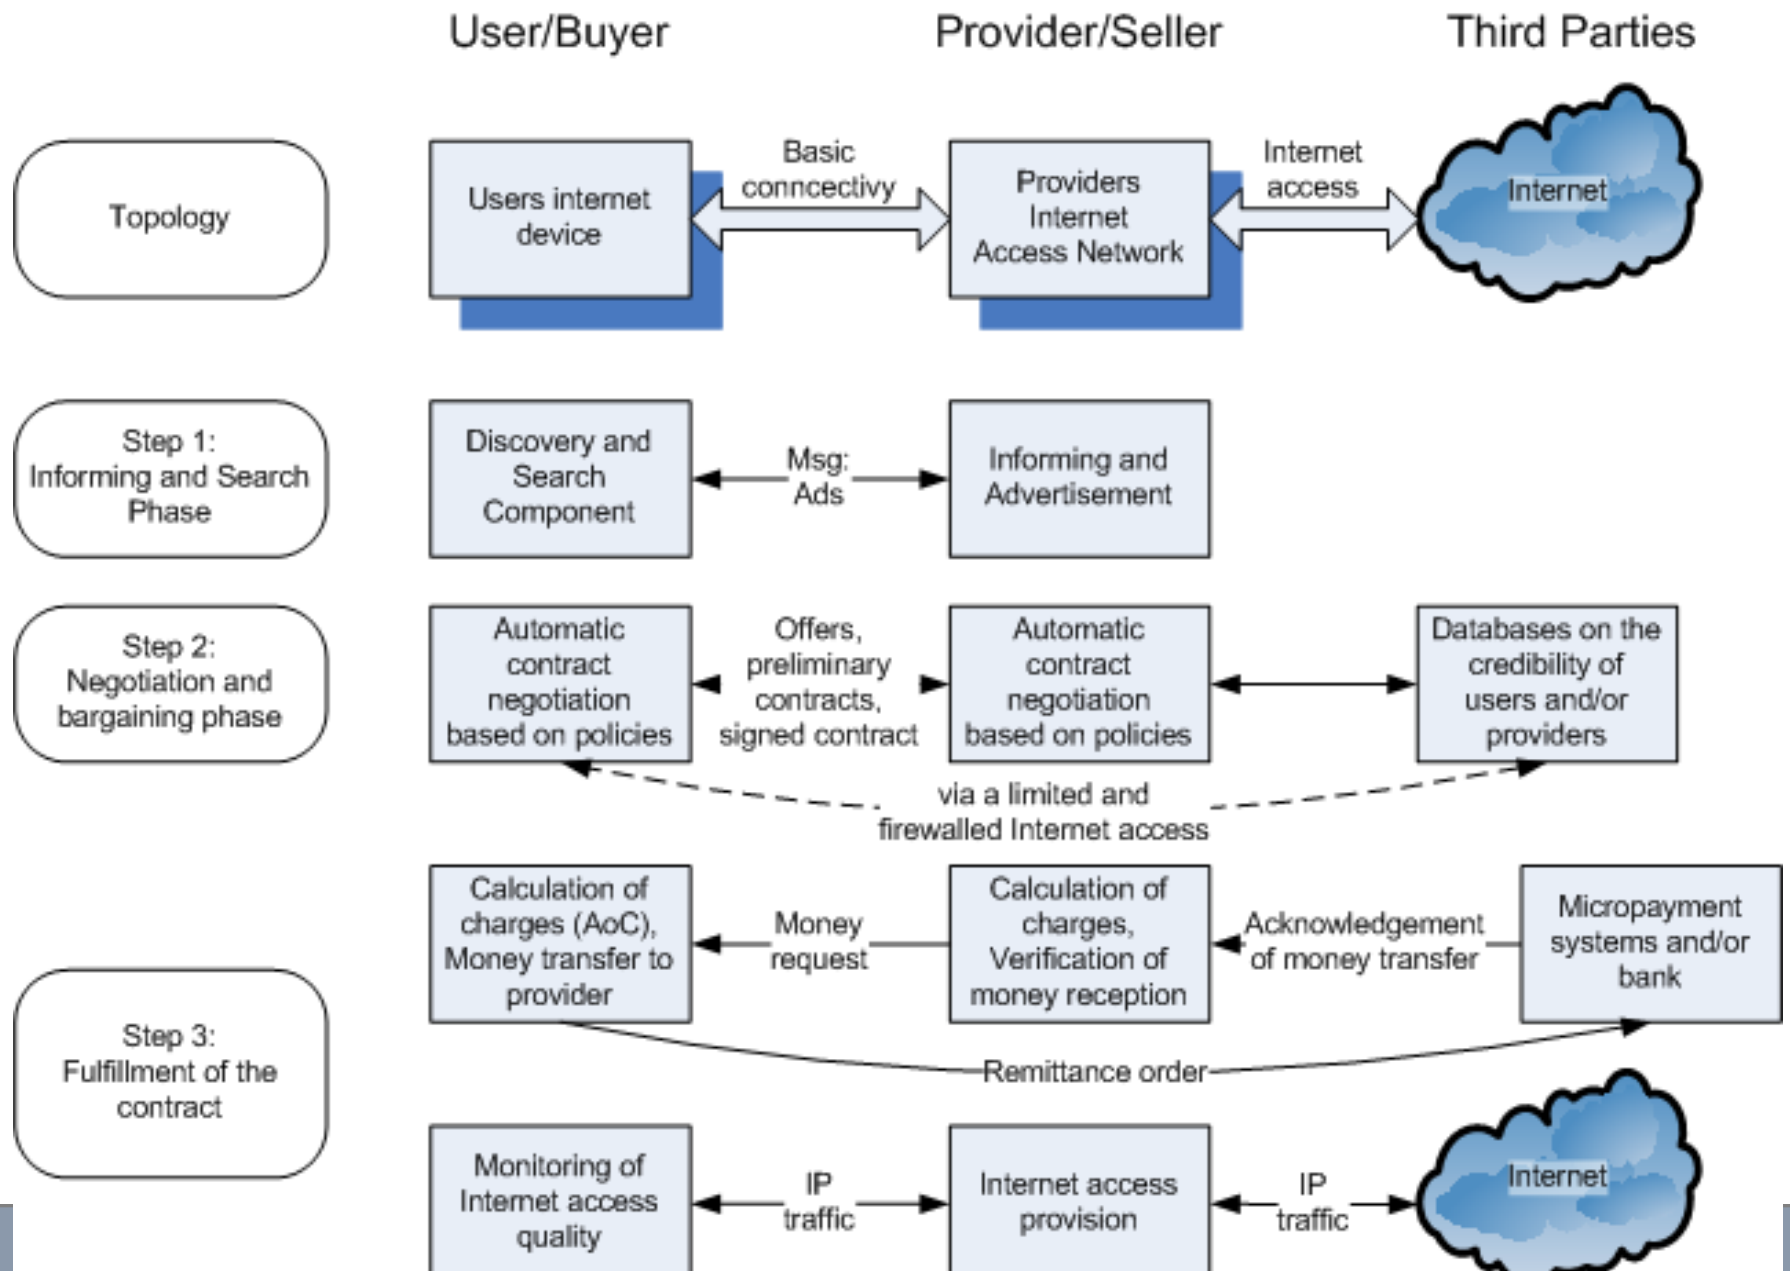 User/Buyer
Provider/Seller
Third Parties
Topology
Users internet
device
Basic
conncectivy
Providers
Internet
Access Network
Internet
access
Internet
Step 1:
Informing and Search
Phase
Discovery and
Search
Component
Msg:
Ads
Informing and
Advertisement
Step 2:
Negotiation and
bargaining phase
Automatic
contract
negotiation
based on policies
Offers,
preliminary
contracts,
signed contract
Automatic
contract
negotiation
based on policies
Databases on the
credibility of
users and/or
providers
via a limited and
firewalled Internet access
Step 3:
Fulfillment of the
contract
Calculation of
charges (AoC),
Money transfer to
provider
Money
request
Calculation of
charges,
Verification of
money reception
Acknowledgement
of money transfer
Micropayment
systems and/or
bank
Remittance order
Monitoring of
Internet access
quality
IP
traffic
Internet access
provision
IP
traffic
Internet